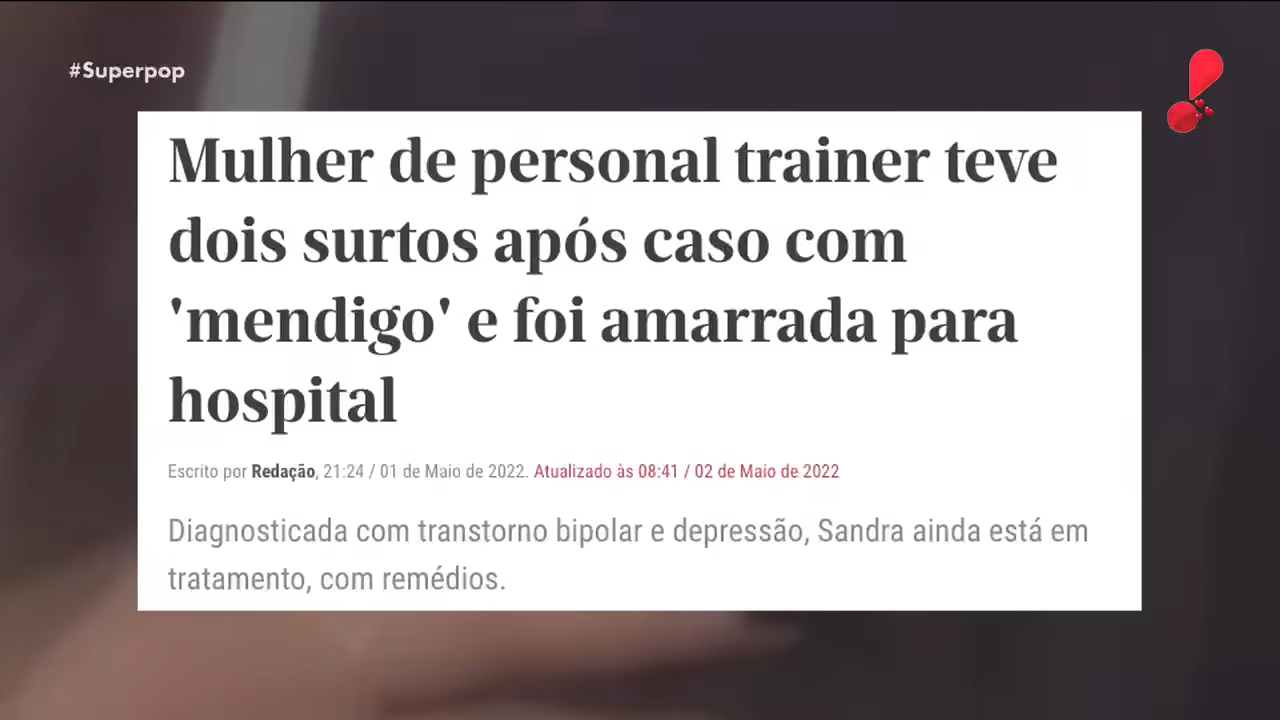 #Superpop
Mulher de personal trainer teve
dois surtos após caso com
'mendigo' e foi amarrada para
hospital
Escrito por Redação, 21:24 / 01 de Maio de 2022. Atualizado às 08:41 / 02 de Maio de 2022
Diagnosticada com transtorno bipolar e depressão, Sandra ainda está em
tratamento, com remédios.